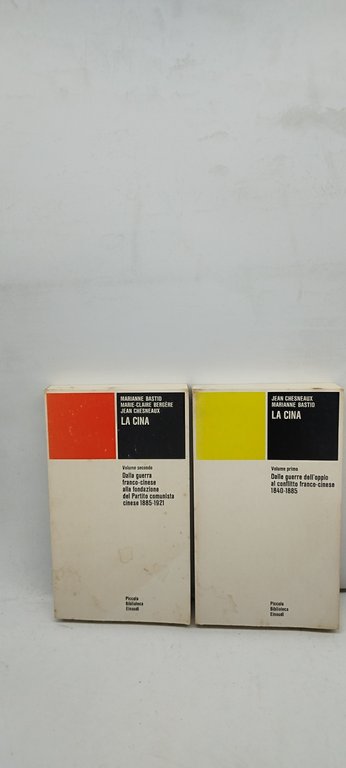 MARIANNE BASTID
MARIE-CLAIRE BERGÈRE
JEAN CHESNEAUX
LA CINA
Volume secondo
Dalla guerra
franco-cinese
alla fondazione
del Partito comunista
cinese 1885-1921
Piccola
Biblioteca
Einaudi
JEAN CHESNEAUX
MARIANNE BASTID
LA CINA
Volume primo
Dalle guerre dell'oppio
al conflitto franco-cinese
1840-1885
Piccola
Biblioteca
Einaudi